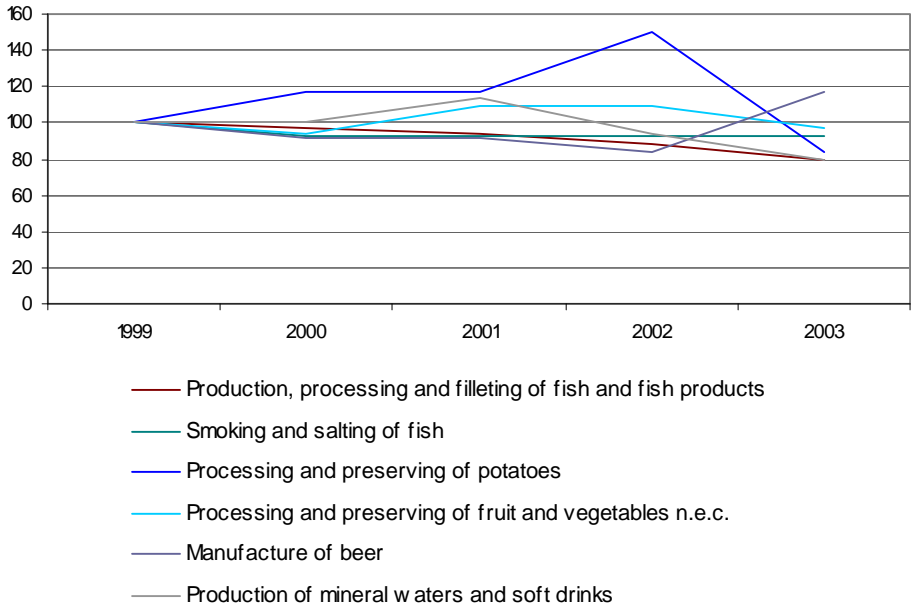 160
140
120
100
80
60
40
20
0
1999 2000 2001 2002 2003
Production, processing and filleting of fish and fish products
Smoking and salting of fish
Processing and preserving of potatoes
Processing and preserving of fruit and vegetables n.e.c.
Manufacture of beer
Production of mineral waters and soft drinks